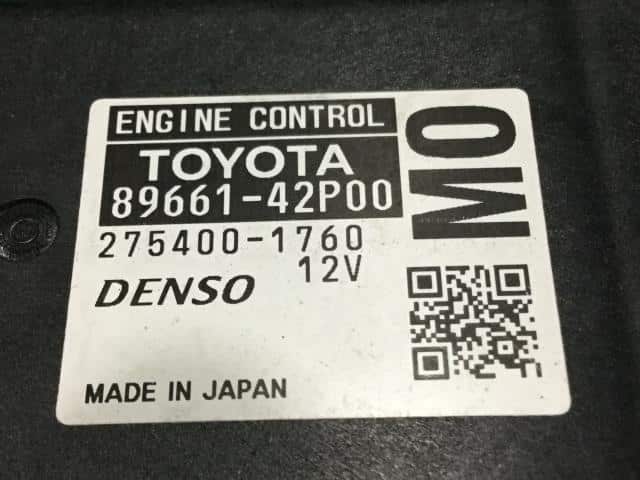 ENGINE CONTROL
TOYOTA
89661-42P00
275400-1760
12V
DENSO
MADE IN JAPAN
MO